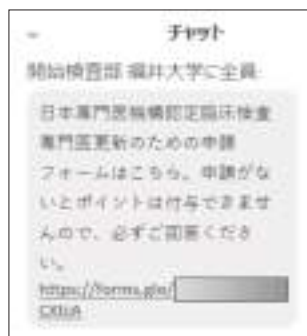 チャット
開始検査部 福井大学に全員:
日本専門医機構認定臨床検査
専門医更新のための申請
フォームはこちら。申請がな
いとポイントは付与できませ
んので、必ずご回答くださ
い。
https://forms.gle/